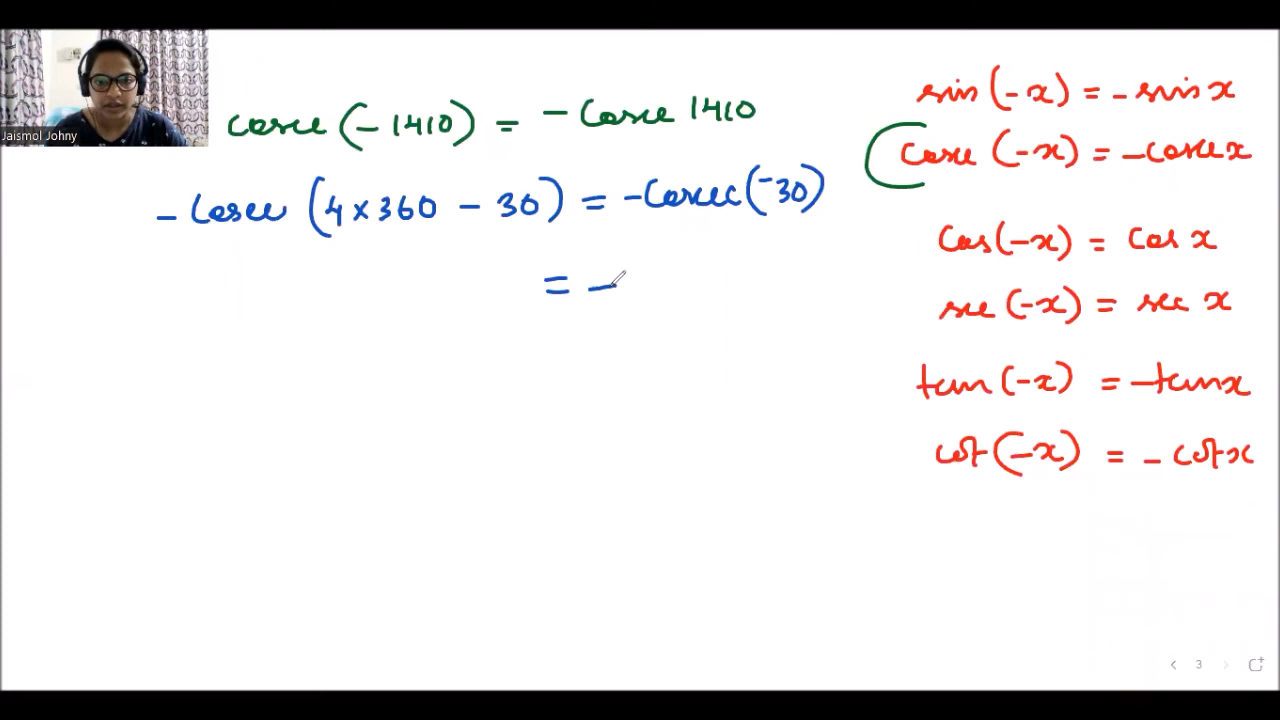 Jaismol Johny
cosec (-1410) = -cosec 1410
-cosec (4×360 - 30) = -cosec(-30)
= -
sin(-x) = -sin x
cosec (-x) = -cosec x
cos(-x) = cos x
sec (-x) = sec x
tan(-x) = -tan x
cot(-x) = -cot x
3